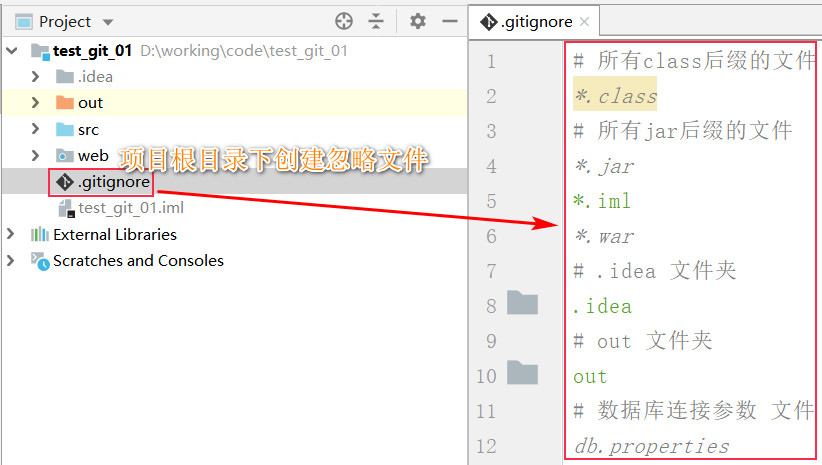 Project
test_git_01 D:\working\code\test_git_01
.idea
out
src
web
项目根目录下创建忽略文件
.gitignore
test_git_01.iml
External Libraries
Scratches and Consoles
.gitignore
1 # 所有class后缀的文件
2 *.class
3 # 所有jar后缀的文件
4 *.jar
5 *.iml
6 *.war
7 # .idea 文件夹
8 .idea
9 # out 文件夹
10 out
11 # 数据库连接参数 文件
12 db.properties